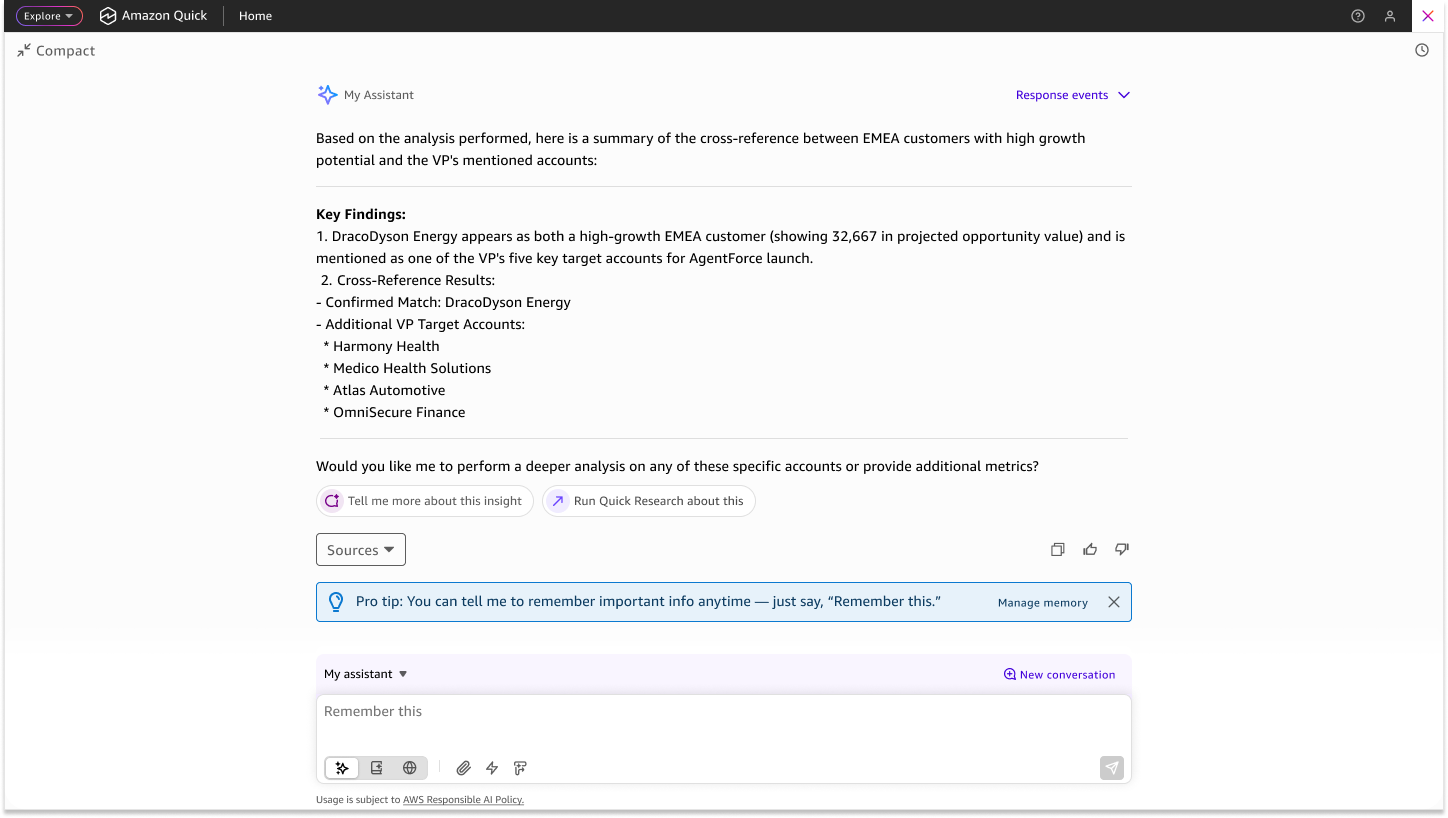 Explore
Amazon Quick
Home
Compact
My Assistant
Response events
Based on the analysis performed, here is a summary of the cross-reference between EMEA customers with high growth
potential and the VP's mentioned accounts:
Key Findings:
1. DracoDyson Energy appears as both a high-growth EMEA customer (showing 32,667 in projected opportunity value) and is
mentioned as one of the VP's five key target accounts for AgentForce launch.
2. Cross-Reference Results:
- Confirmed Match: DracoDyson Energy
- Additional VP Target Accounts:
* Harmony Health
* Medico Health Solutions
* Atlas Automotive
* OmniSecure Finance
Would you like me to perform a deeper analysis on any of these specific accounts or provide additional metrics?
Tell me more about this insight
Run Quick Research about this
Sources
Pro tip: You can tell me to remember important info anytime — just say, “Remember this.”
Manage memory
My assistant
New conversation
Remember this
Usage is subject to AWS Responsible AI Policy.